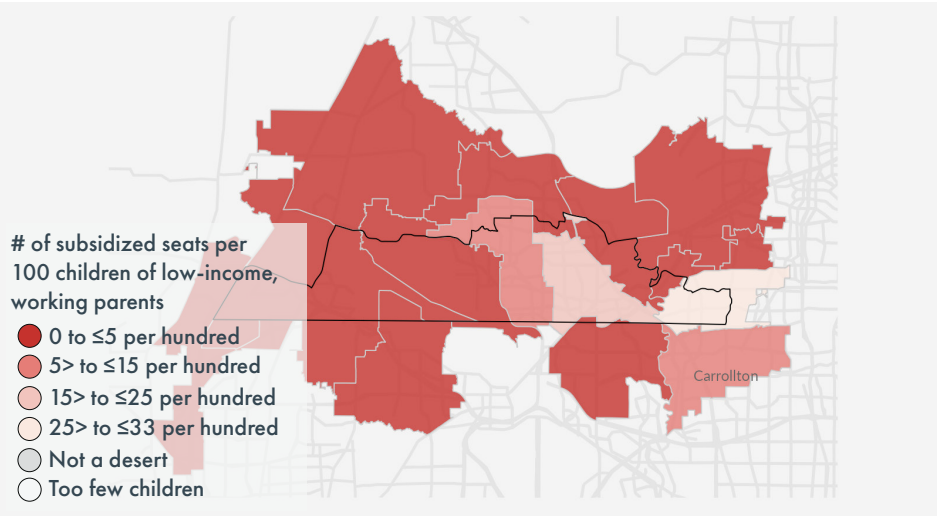 # of subsidized seats per
100 children of low-income,
working parents
0 to ≤5 per hundred
5> to ≤15 per hundred
15> to ≤25 per hundred
25> to ≤33 per hundred
Not a desert
Too few children
Carrollton